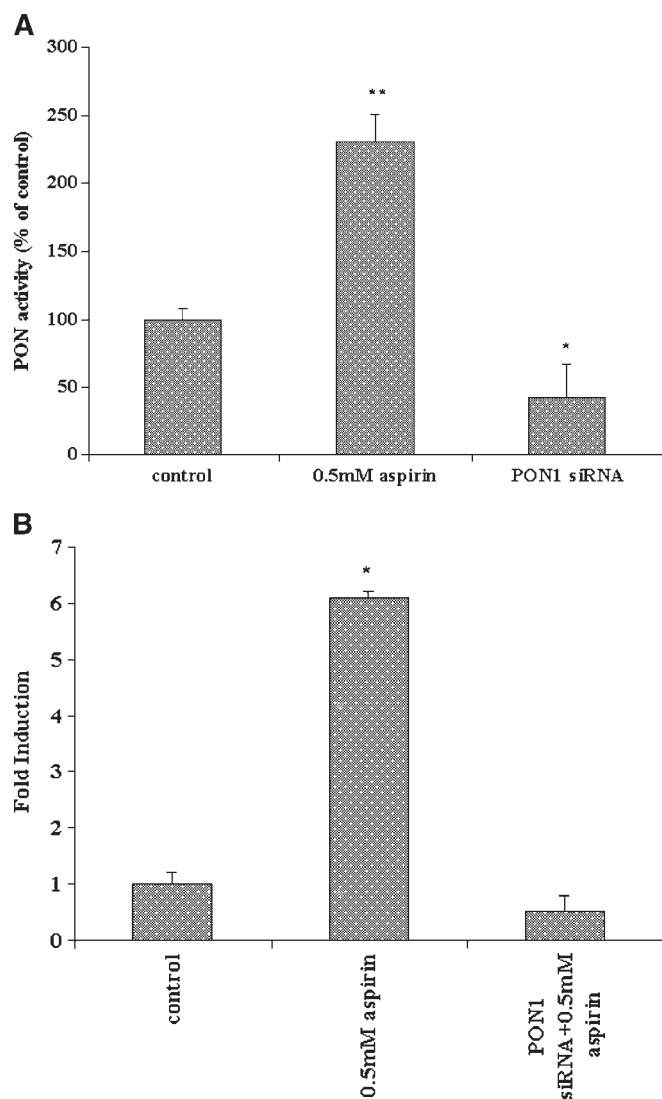 A
300
250
200
150
100
50
0
PON activity (% of control)
**
*
control
0.5mM aspirin
PON1 siRNA
B
7
6
5
4
3
2
1
0
Fold Induction
*
control
0.5mM aspirin
PON1
siRNA+0.5mM
aspirin